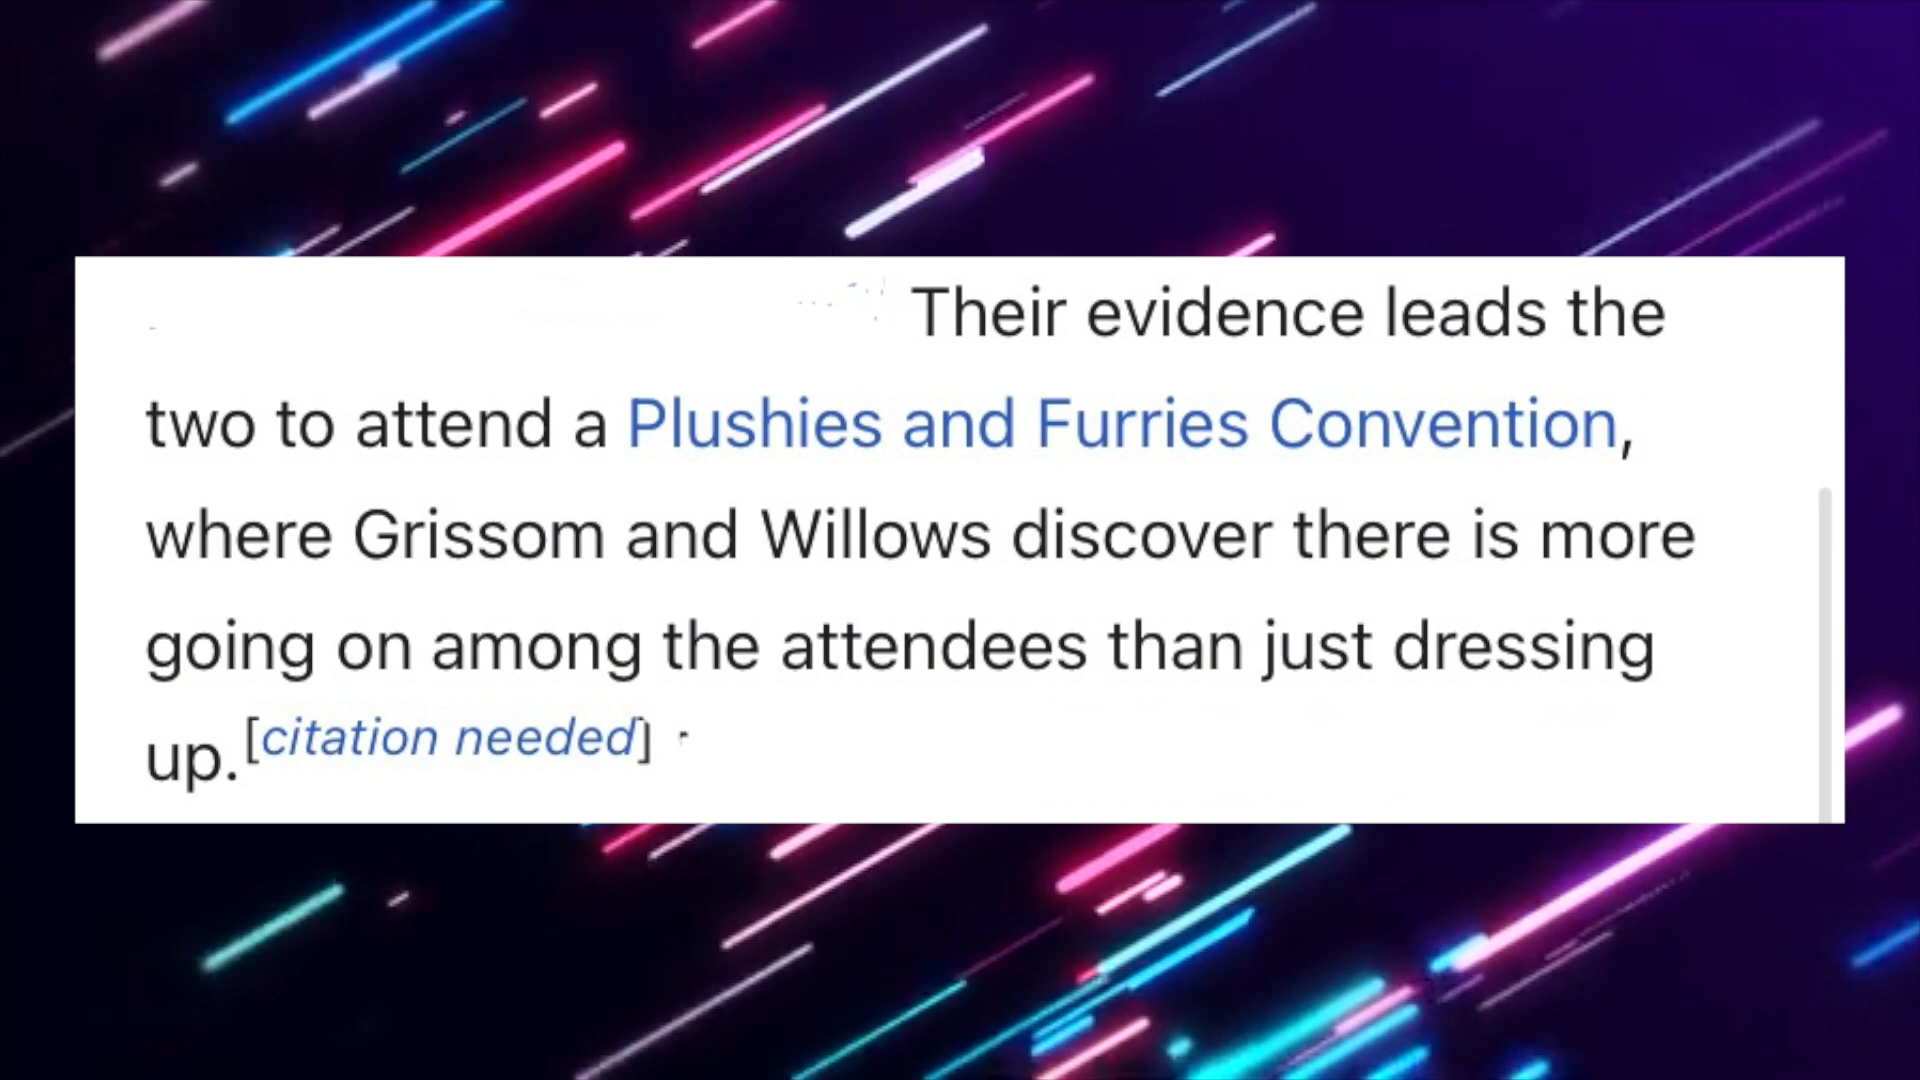 Their evidence leads the
two to attend a Plushies and Furries Convention,
where Grissom and Willows discover there is more
going on among the attendees than just dressing
up.[citation needed]